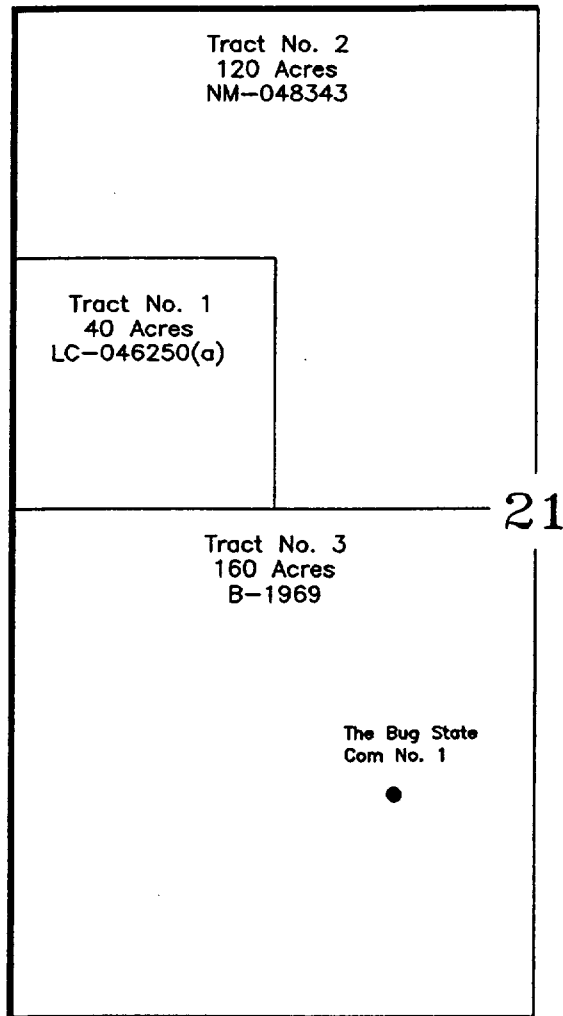 Tract No. 2
120 Acres
NM-048343
Tract No. 1
40 Acres
LC-046250(a)
21
Tract No. 3
160 Acres
B-1969
The Bug State
Com No. 1